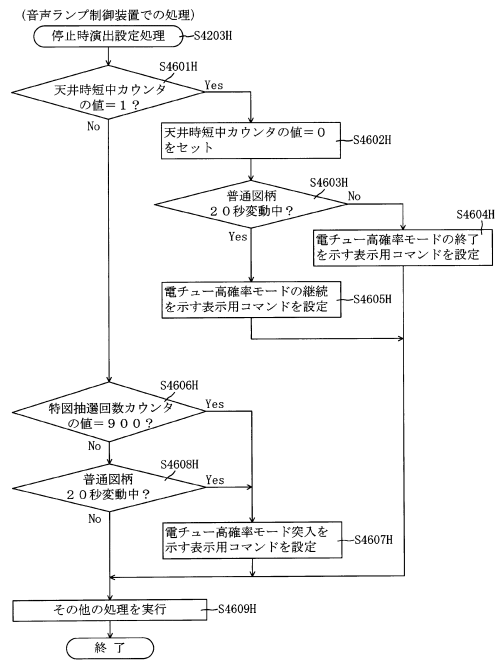 (音声ランプ制御装置での処理)
停止時演出設定処理
S4203H
S4601H
天井時短中カウンタ
の値=1?
Yes
No
天井時短中カウンタの値=0
をセット
S4602H
S4603H
普通図柄
20秒変動中?
No
Yes
S4604H
電チュー高確率モードの終了
を示す表示用コマンドを設定
電チュー高確率モードの継続
を示す表示用コマンドを設定
S4605H
S4606H
特図抽選回数カウンタ
の値=900?
Yes
No
S4608H
普通図柄
20秒変動中?
Yes
No
電チュー高確率モード突入を
示す表示用コマンドを設定
S4607H
その他の処理を実行
S4609H
終了